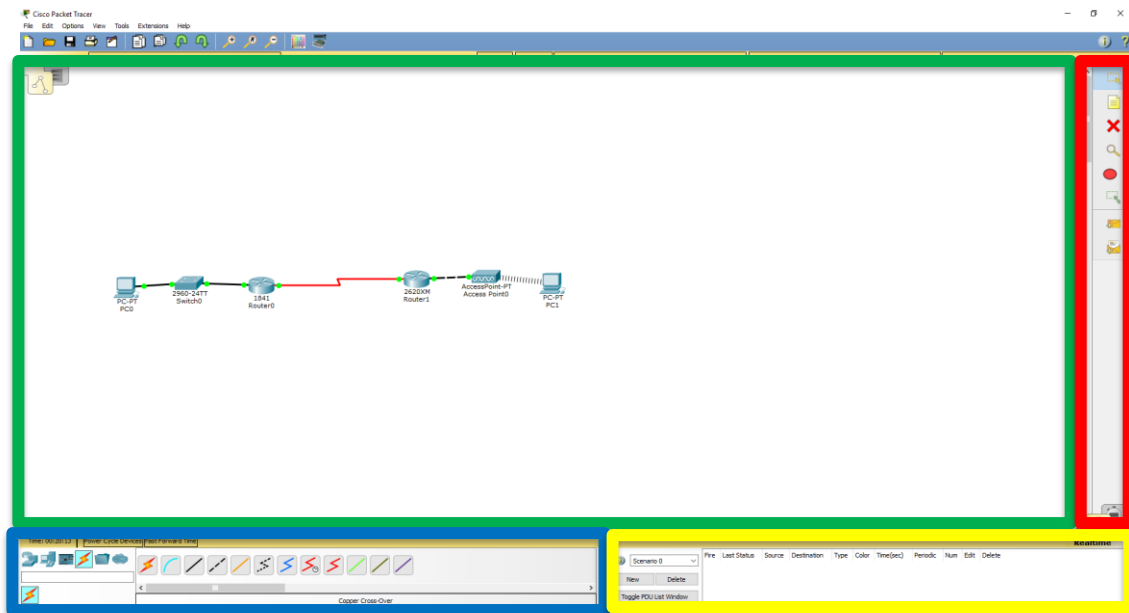 Cisco Packet Tracer
File Edit Options View Tools Extensions Help
PC-PT
PC0
2960-24TT
Switch0
1841
Router0
2620XM
Router1
AccessPoint-PT
Access Point0
PC-PT
PC1
Time: 00:20:13 Power Cycle Devices Fast Forward Time
Realtime
Scenario 0
Fire Last Status Source Destination Type Color Time(sec) Periodic Num Edit Delete
New Delete
Toggle PDU List Window
Copper Cross-Over